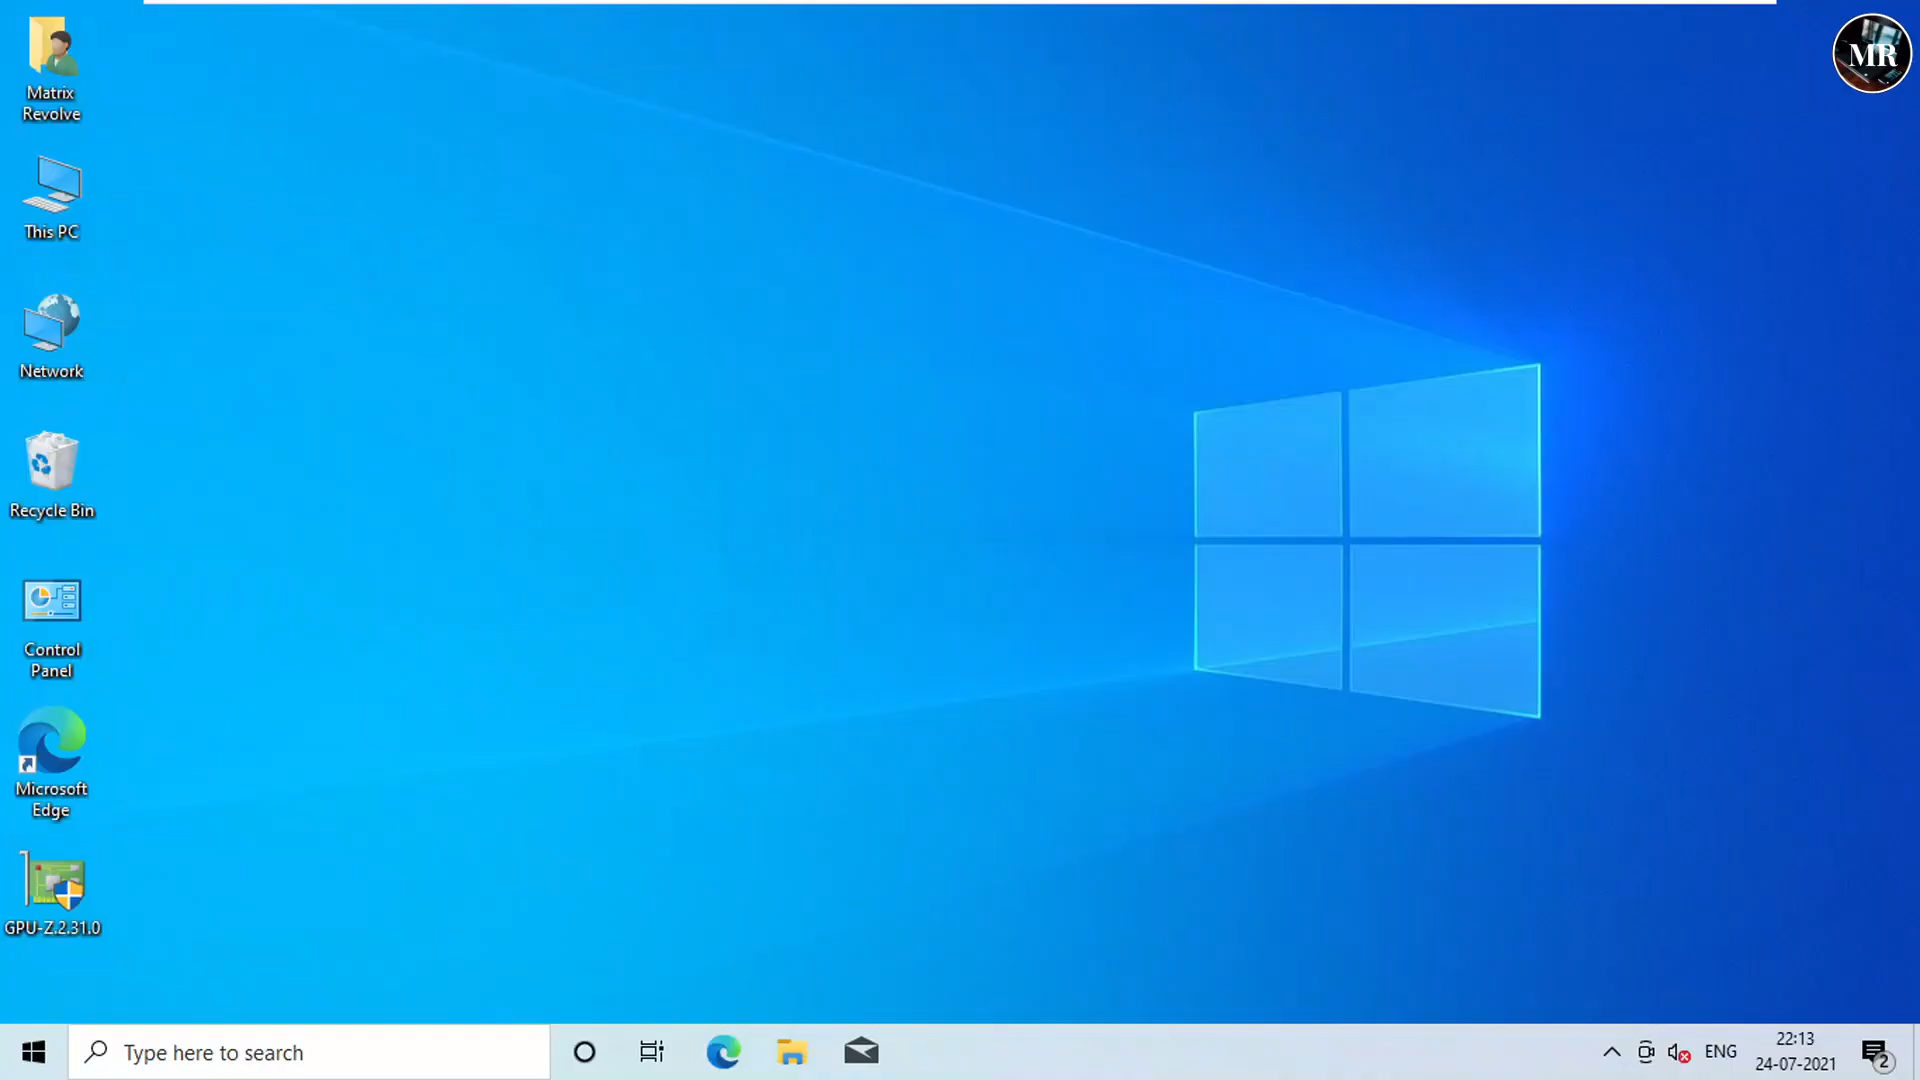 MR
Matrix
Revolve
This PC
Network
Recycle Bin
Control
Panel
Microsoft
Edge
GPU-Z.2.31.0
Type here to search
ENG
22:13
24-07-2021
2